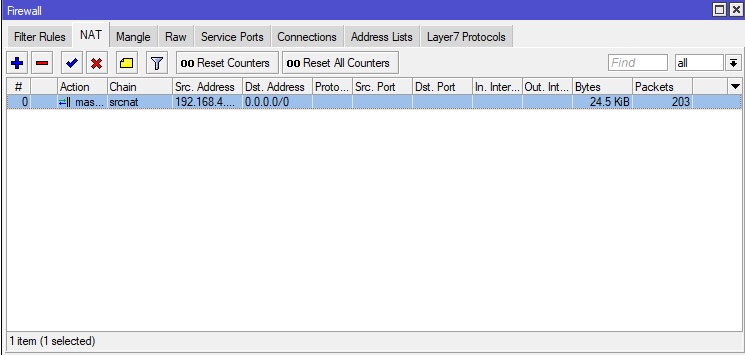 Firewall
Filter Rules NAT Mangle Raw Service Ports Connections Address Lists Layer7 Protocols
00 Reset Counters 00 Reset All Counters Find all
# Action Chain Src. Address Dst. Address Proto... Src. Port Dst. Port In. Inter... Out. Int... Bytes Packets
0 mas... srcnat 192.168.4.... 0.0.0.0/0 24.5 KiB 203
1 item (1 selected)